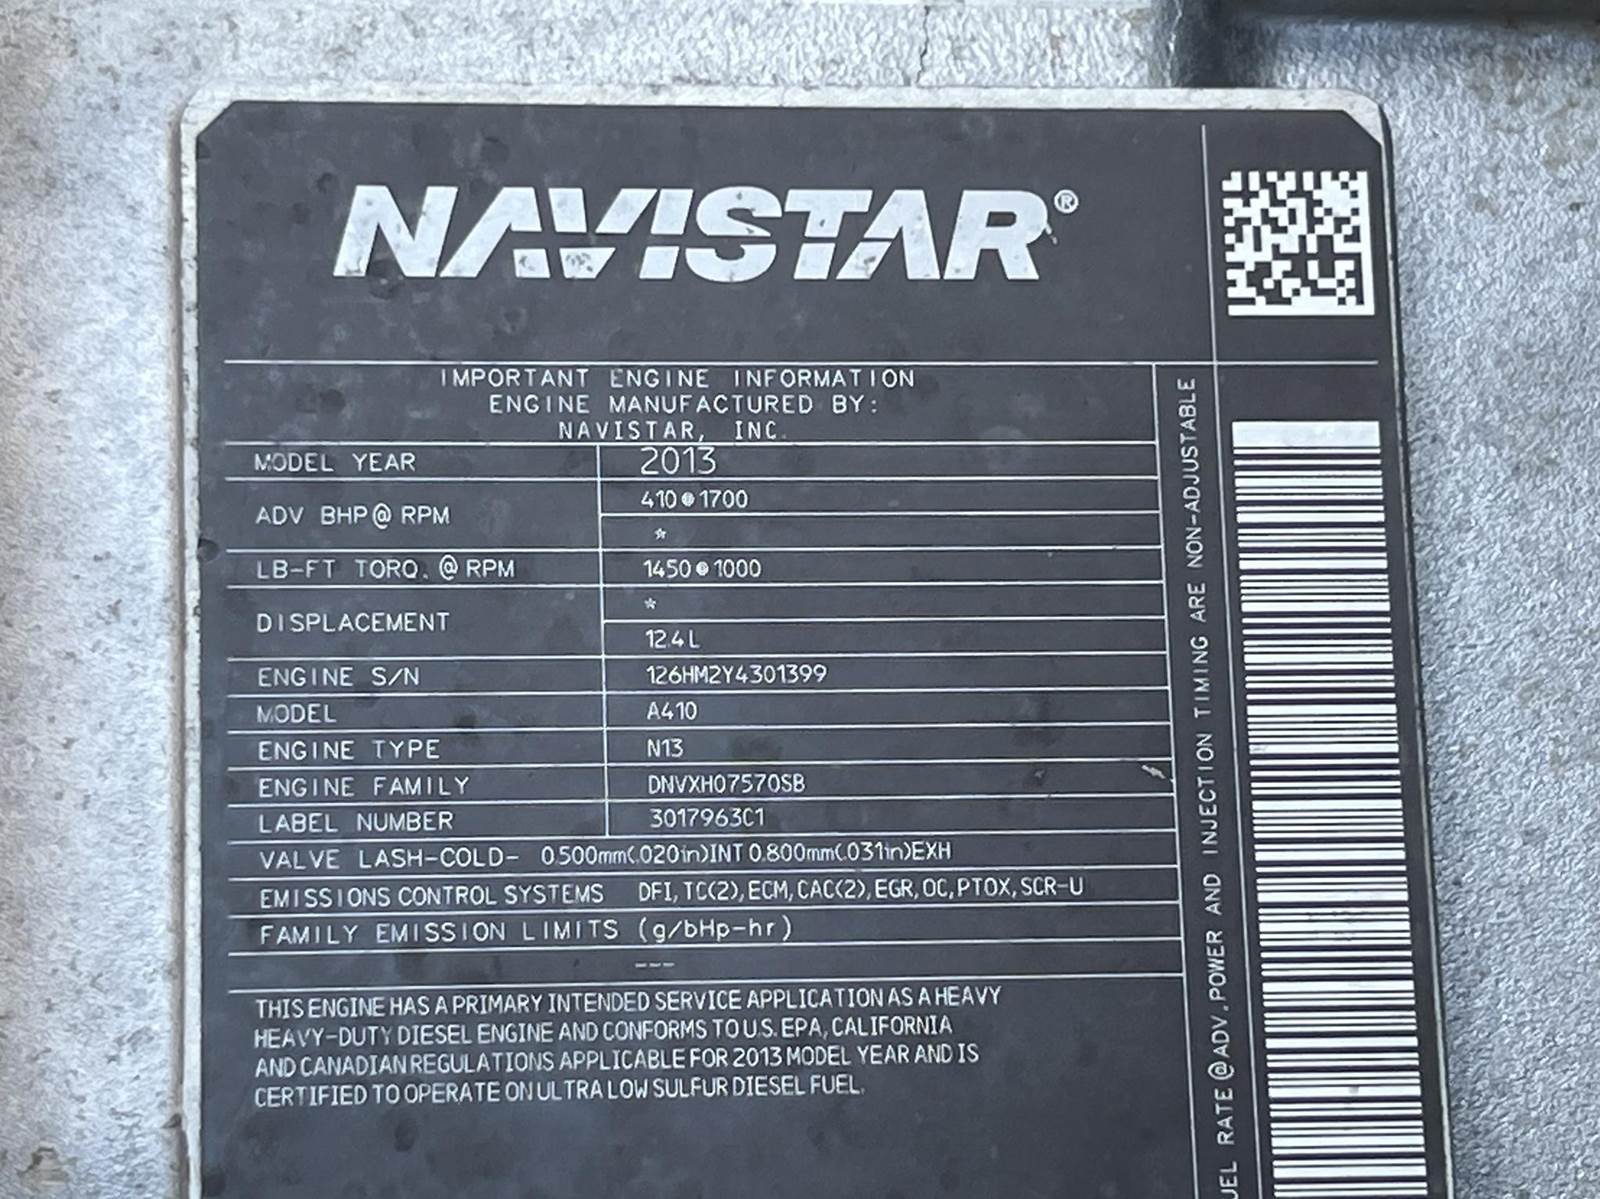 NAVISTAR®
IMPORTANT ENGINE INFORMATION
ENGINE MANUFACTURED BY:
NAVISTAR, INC.
MODEL YEAR 2013
ADV BHP@RPM 410@1700
*
LB-FT TORQ.@RPM 1450@1000
*
DISPLACEMENT 12.4L
ENGINE S/N 126HM2Y4301399
MODEL A410
ENGINE TYPE N13
ENGINE FAMILY DNVXH07570SB
LABEL NUMBER 3017963C1
VALVE LASH-COLD- 0.500mm(.020in)INT 0.800mm(.031in)EXH
EMISSIONS CONTROL SYSTEMS DFI,TC(2),ECM,CAC(2),EGR,OC,PTOX,SCR-U
FAMILY EMISSION LIMITS (g/bHp-hr)
---
THIS ENGINE HAS A PRIMARY INTENDED SERVICE APPLICATION AS A HEAVY
HEAVY-DUTY DIESEL ENGINE AND CONFORMS TO U.S. EPA, CALIFORNIA
AND CANADIAN REGULATIONS APPLICABLE FOR 2013 MODEL YEAR AND IS
CERTIFIED TO OPERATE ON ULTRA LOW SULFUR DIESEL FUEL.
RATE @ADV.POWER AND INJECTION TIMING ARE NON-ADJUSTABLE